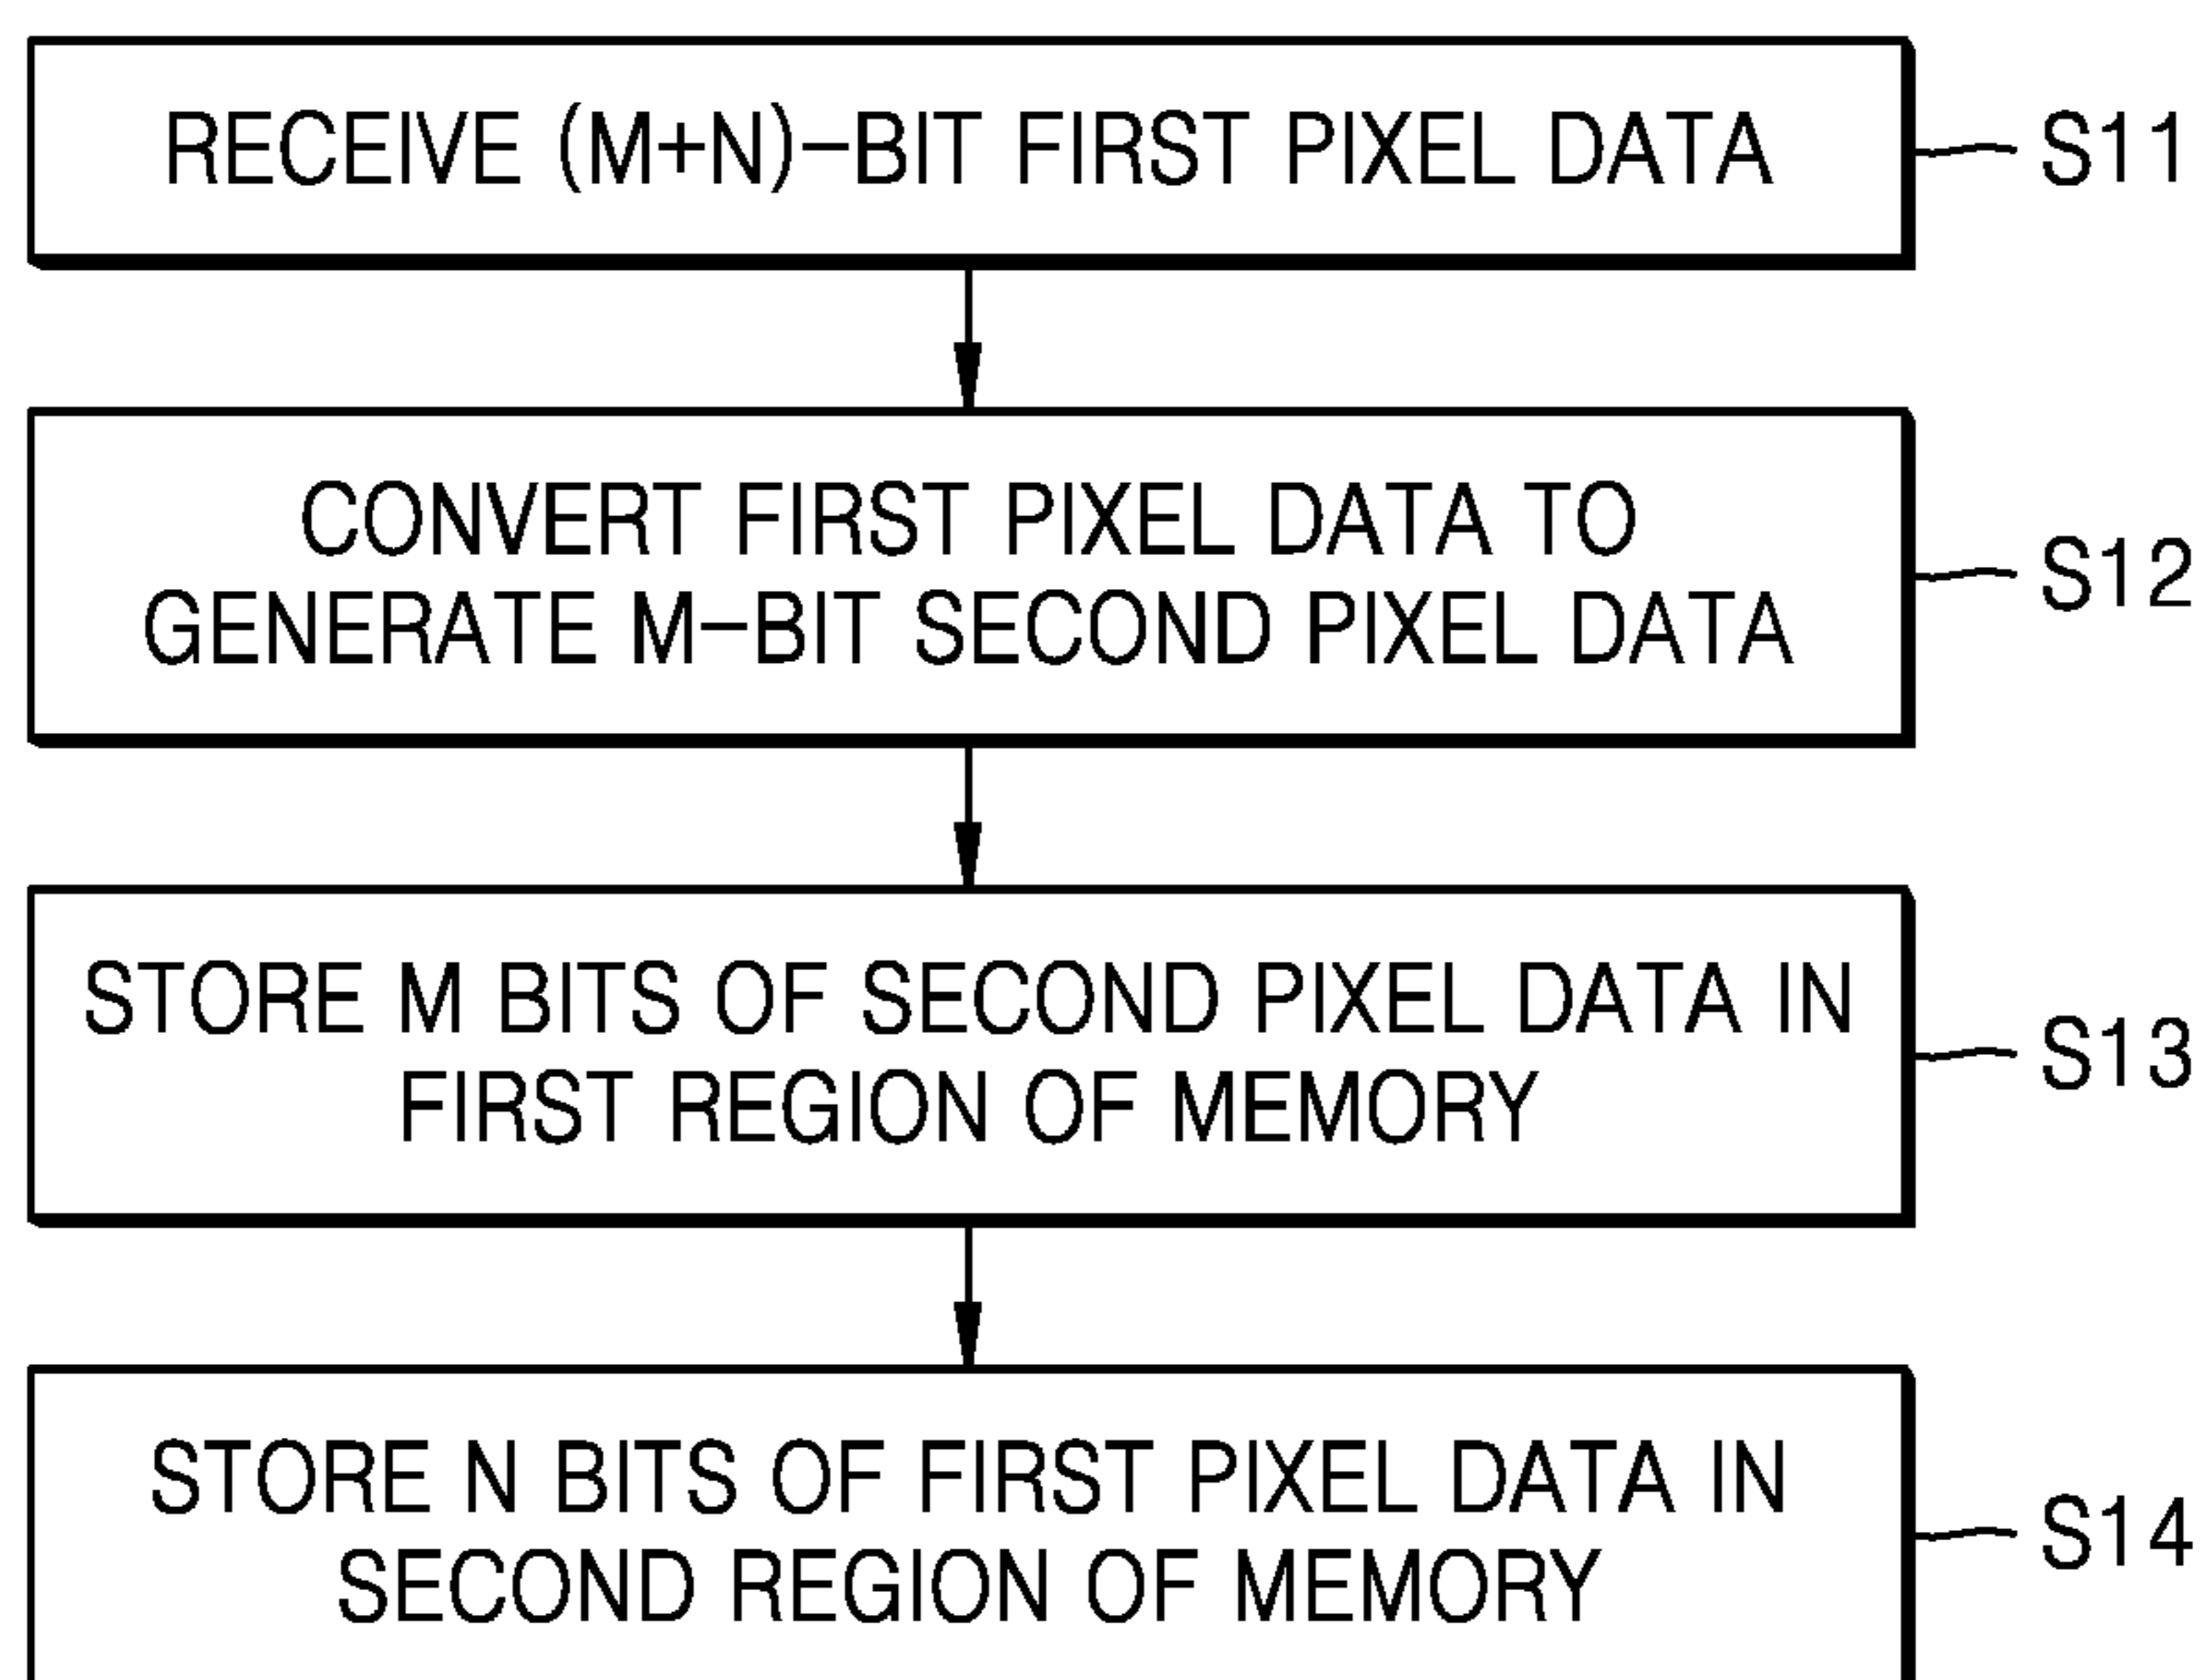 RECEIVE (M+N)-BIT FIRST PIXEL DATA
S11
CONVERT FIRST PIXEL DATA TO
GENERATE M-BIT SECOND PIXEL DATA
S12
STORE M BITS OF SECOND PIXEL DATA IN
FIRST REGION OF MEMORY
S13
STORE N BITS OF FIRST PIXEL DATA IN
SECOND REGION OF MEMORY
S14